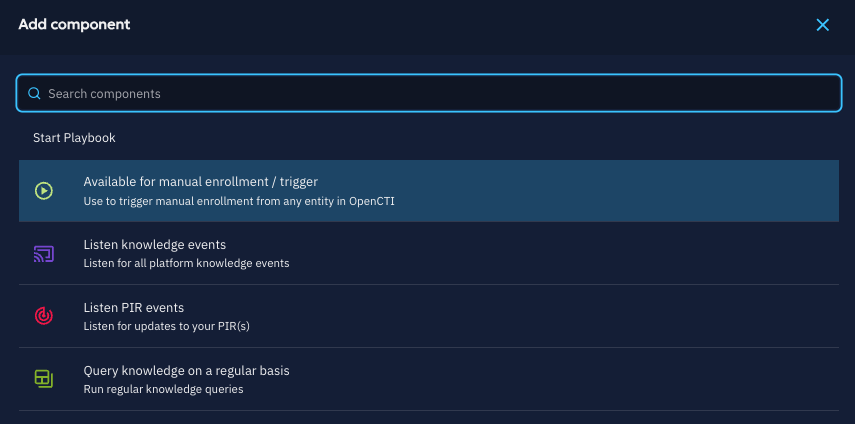 Add component
Search components
Start Playbook
Available for manual enrollment / trigger
Use to trigger manual enrollment from any entity in OpenCTI
Listen knowledge events
Listen for all platform knowledge events
Listen PIR events
Listen for updates to your PIR(s)
Query knowledge on a regular basis
Run regular knowledge queries